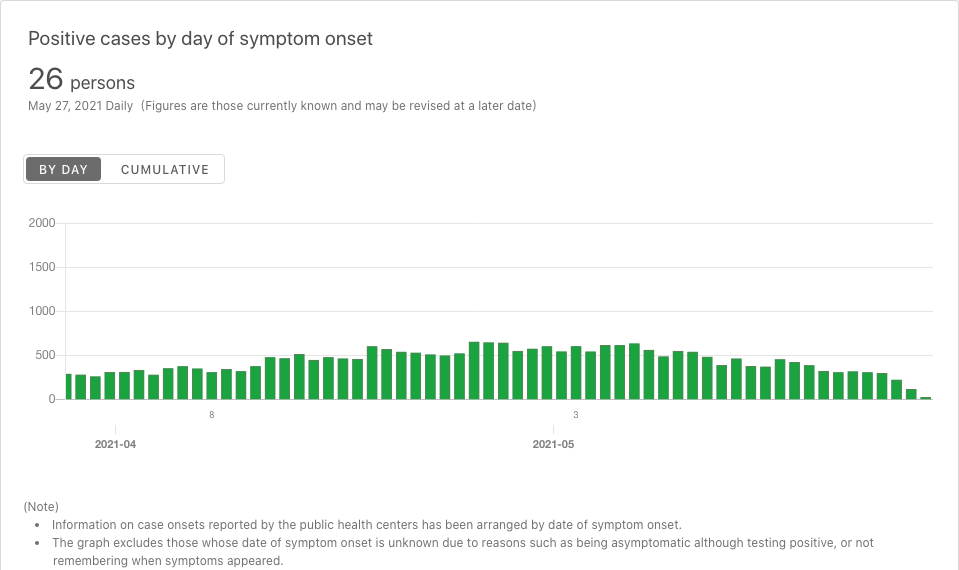 Positive cases by day of symptom onset
26 persons
May 27, 2021 Daily (Figures are those currently known and may be revised at a later date)
BY DAY CUMULATIVE
2000
1500
1000
500
0
8 3
2021-04 2021-05
(Note)
• Information on case onsets reported by the public health centers has been arranged by date of symptom onset.
• The graph excludes those whose date of symptom onset is unknown due to reasons such as being asymptomatic although testing positive, or not
remembering when symptoms appeared.